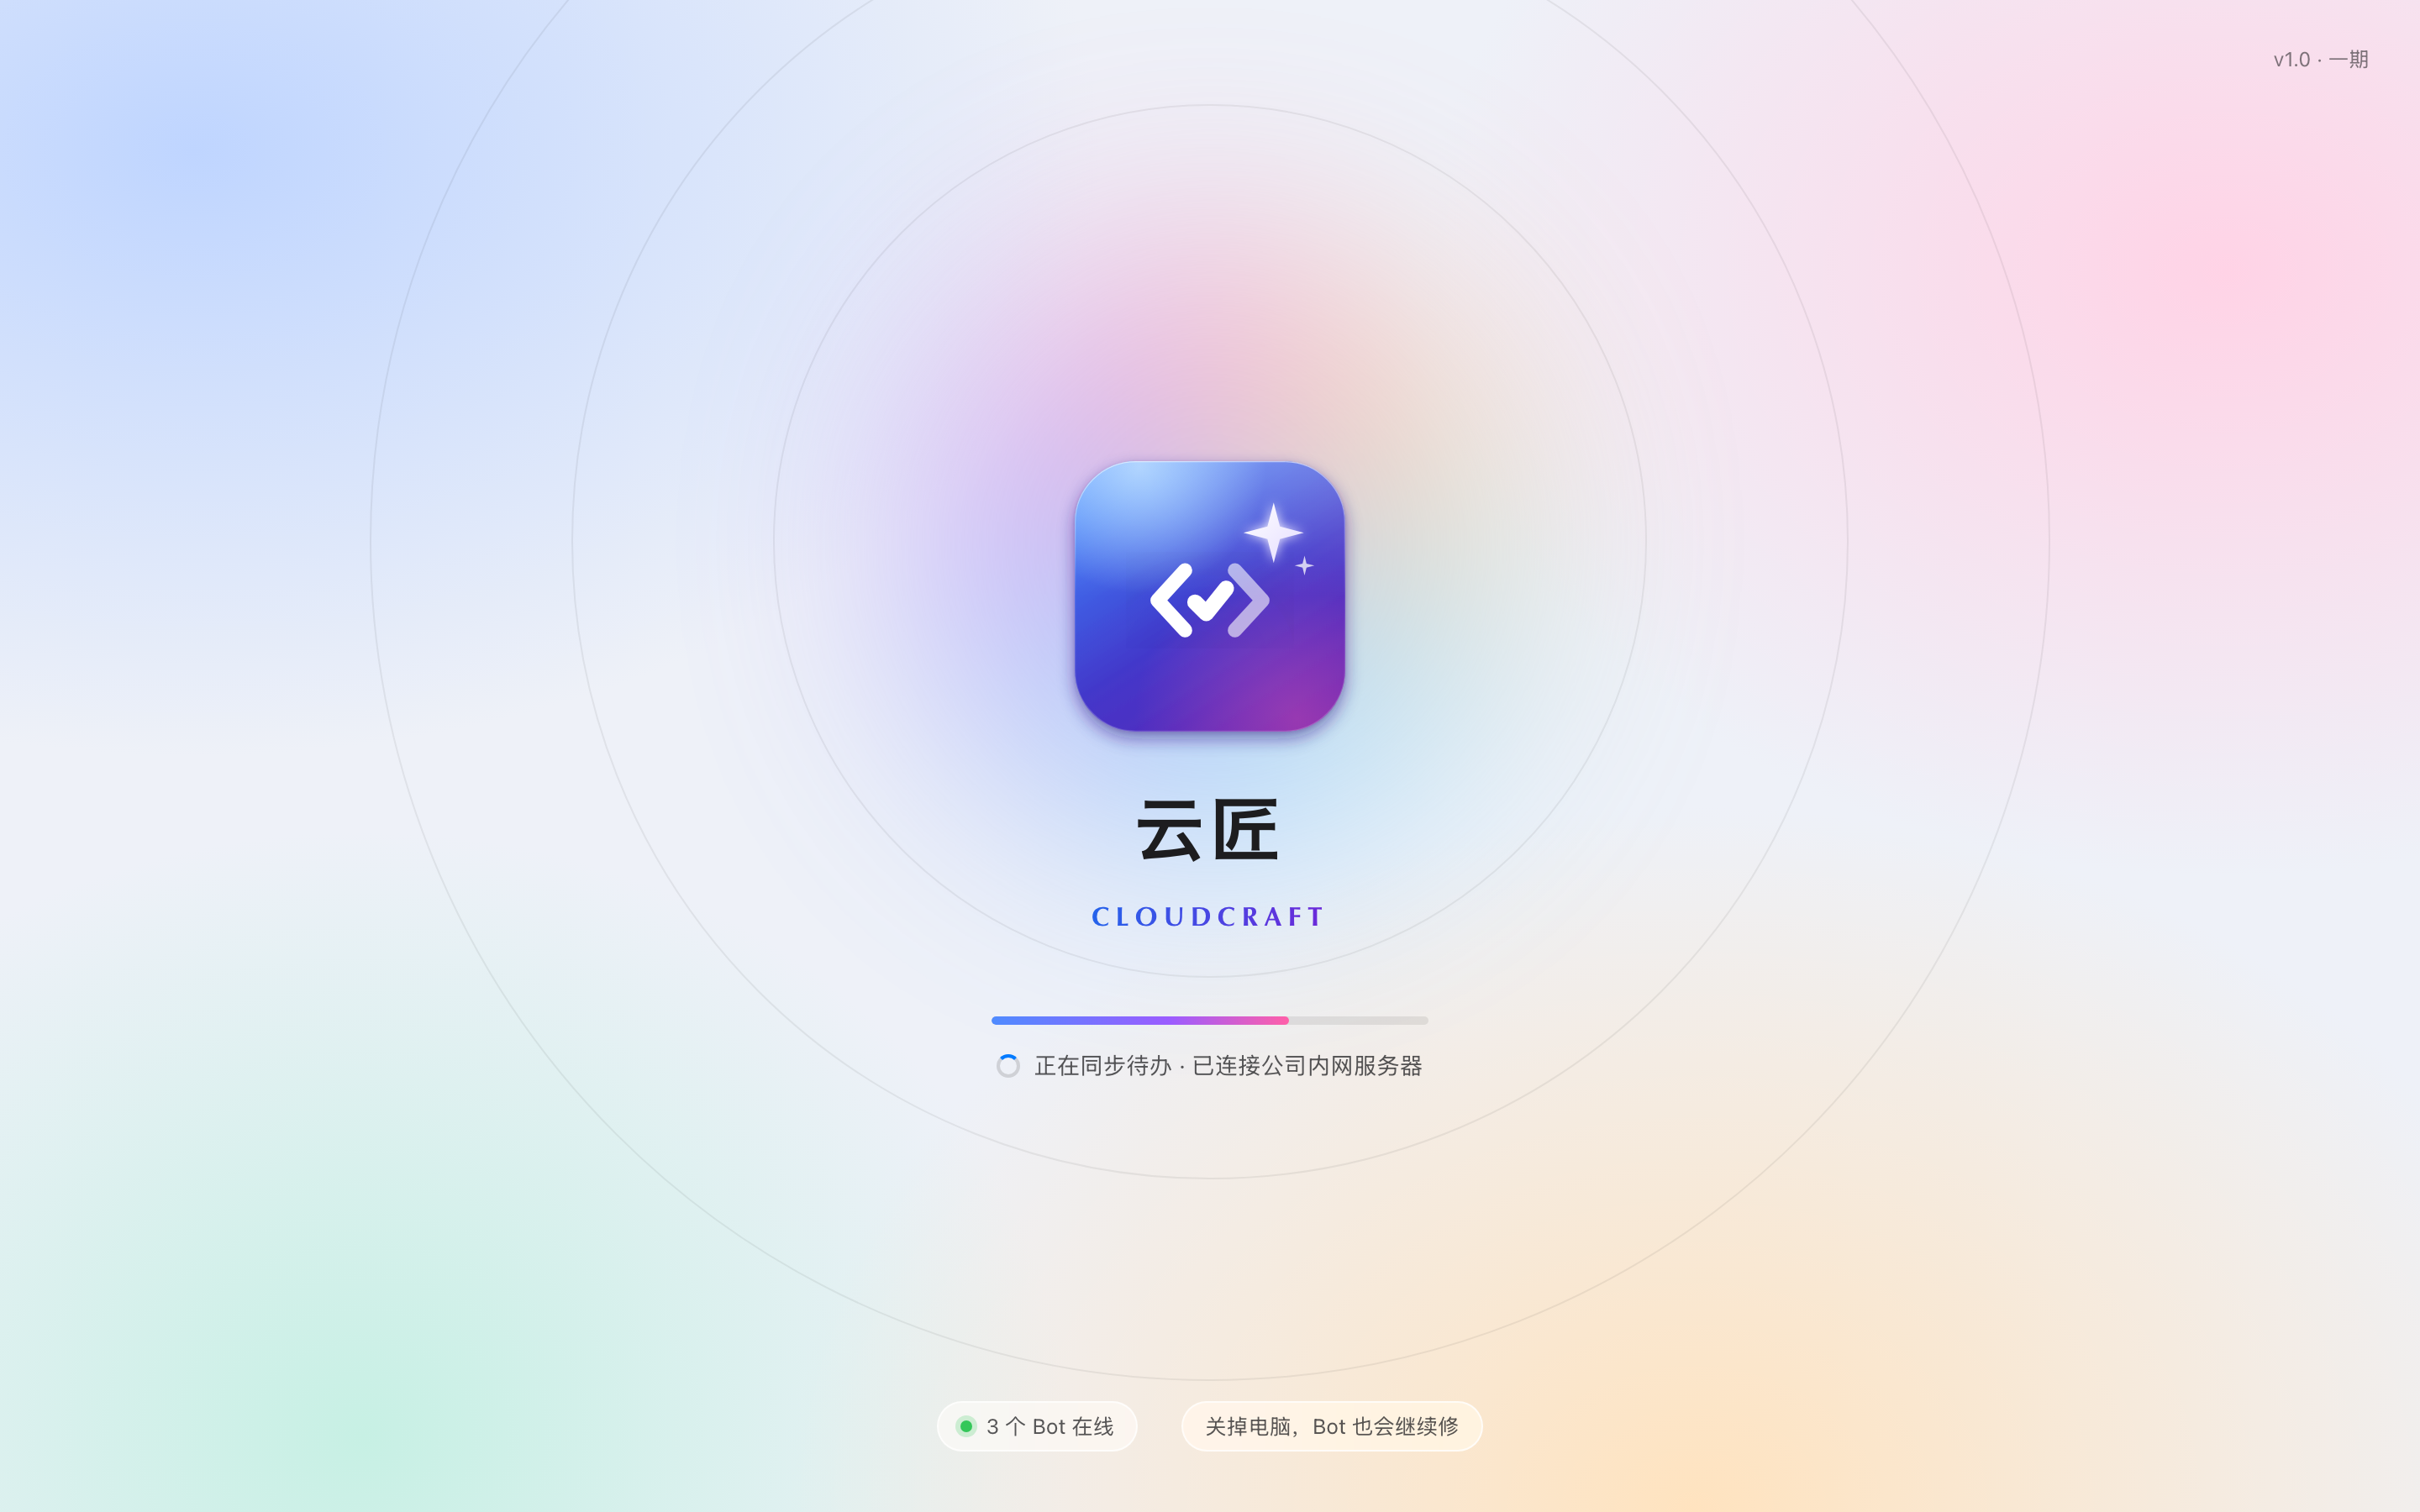 v1.0 · 一期
云匠
CLOUDCRAFT
正在同步待办 · 已连接公司内网服务器
3 个 Bot 在线
关掉电脑，Bot 也会继续修